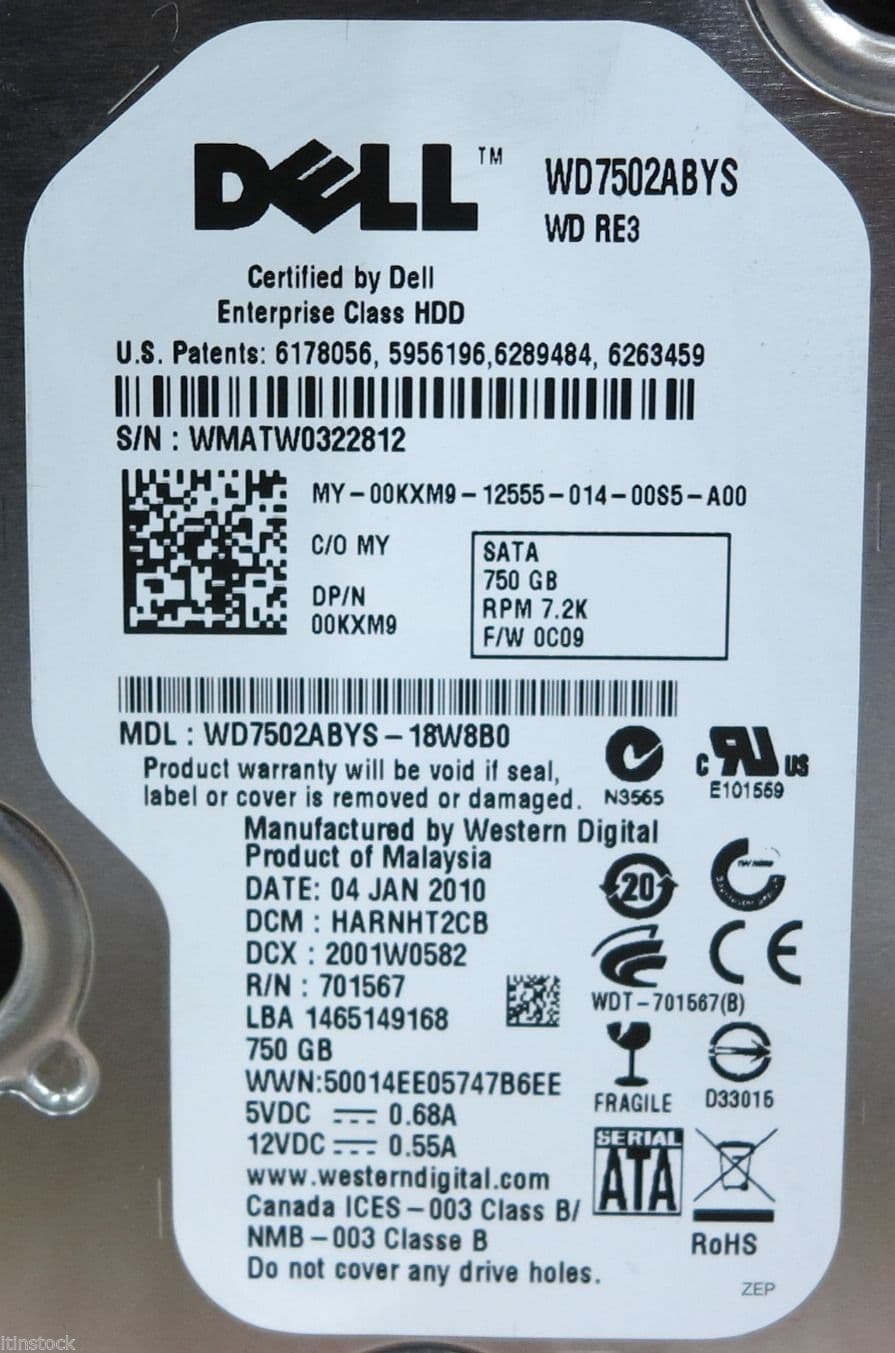 DELL™
WD7502ABYS
WD RE3
Certified by Dell
Enterprise Class HDD
U.S. Patents: 6178056, 5956196,6289484, 6263459
S/N : WMATW0322812
MY-00KXM9-12555-014-00S5-A00
C/O MY
DP/N
00KXM9
SATA
750 GB
RPM 7.2K
F/W 0C09
MDL : WD7502ABYS-18W8B0
Product warranty will be void if seal,
label or cover is removed or damaged.
N3565
C RU US
E101559
Manufactured by Western Digital
Product of Malaysia
DATE: 04 JAN 2010
DCM : HARNHT2CB
DCX : 2001W0582
R/N : 701567
LBA 1465149168
750 GB
WWN:50014EE05747B6EE
5VDC ⎓ 0.68A
12VDC ⎓ 0.55A
www.westerndigital.com
Canada ICES-003 Class B/
NMB-003 Classe B
Do not cover any drive holes.
20
CE
WDT-701567(B)
FRAGILE
D33015
SERIAL
ATA
RoHS
ZEP
itinstock